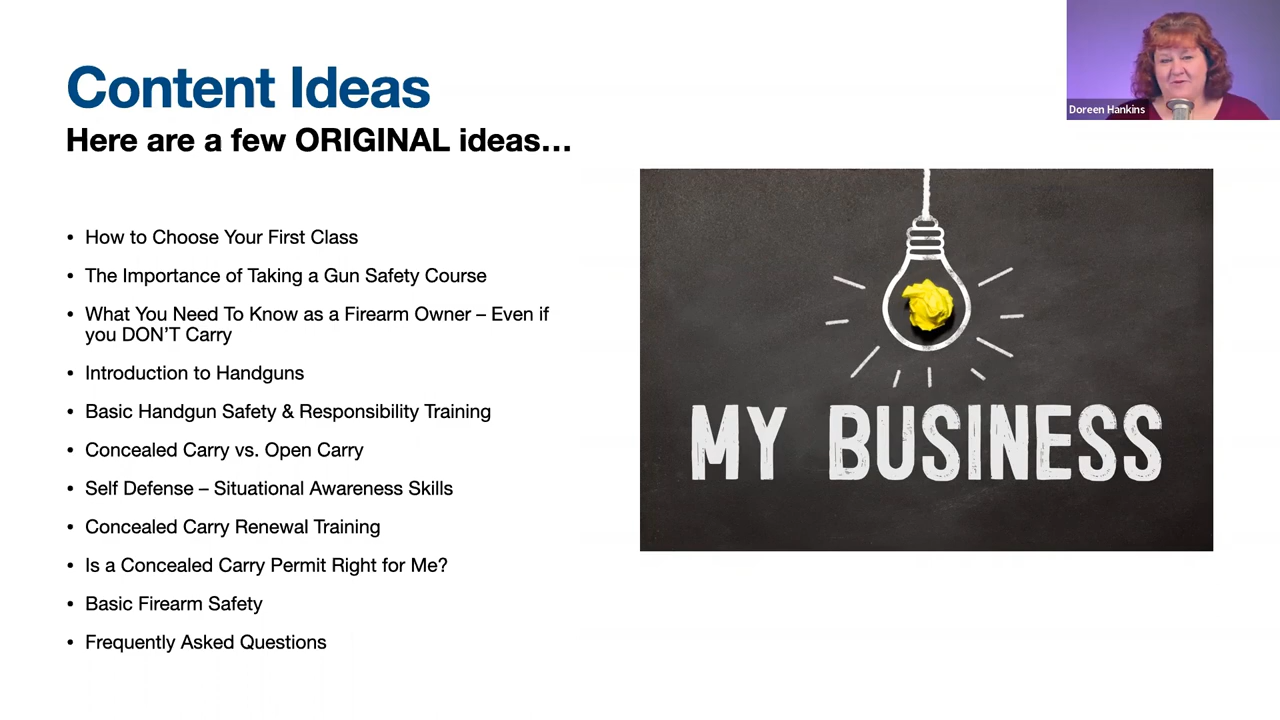 Content Ideas
Here are a few ORIGINAL ideas…
• How to Choose Your First Class
• The Importance of Taking a Gun Safety Course
• What You Need To Know as a Firearm Owner – Even if
you DON’T Carry
• Introduction to Handguns
• Basic Handgun Safety & Responsibility Training
• Concealed Carry vs. Open Carry
• Self Defense – Situational Awareness Skills
• Concealed Carry Renewal Training
• Is a Concealed Carry Permit Right for Me?
• Basic Firearm Safety
• Frequently Asked Questions
MY BUSINESS
Doreen Hankins